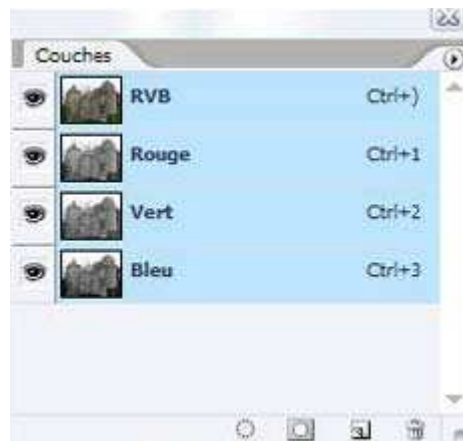 Couches
RVB Ctrl+)
Rouge Ctrl+1
Vert Ctrl+2
Bleu Ctrl+3